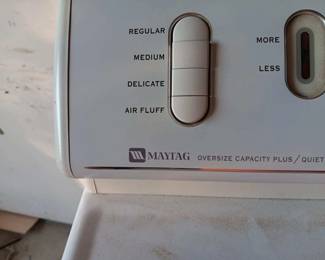 REGULAR
MEDIUM
DELICATE
AIR FLUFF
MORE
LESS
MAYTAG OVERSIZE CAPACITY PLUS / QUIET